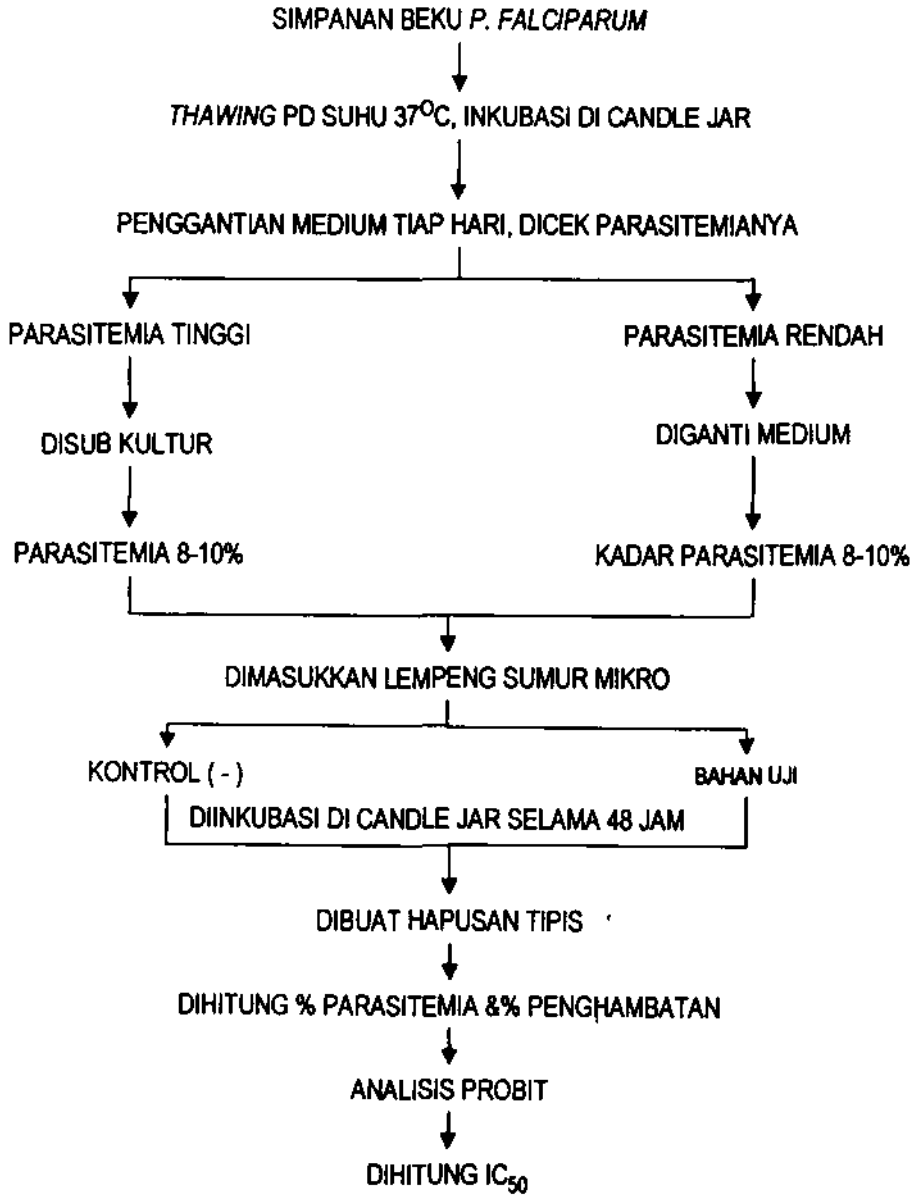 SIMPANAN BEKU P. FALCIPARUM
THAWING PD SUHU 37°C, INKUBASI DI CANDLE JAR
PENGGANTIAN MEDIUM TIAP HARI, DICEK PARASITEMIANYA
PARASITEMIA TINGGI
PARASITEMIA RENDAH
DISUB KULTUR
DIGANTI MEDIUM
PARASITEMIA 8-10%
KADAR PARASITEMIA 8-10%
DIMASUKKAN LEMPENG SUMUR MIKRO
KONTROL ( - )
BAHAN UJI
DIINKUBASI DI CANDLE JAR SELAMA 48 JAM
DIBUAT HAPUSAN TIPIS
DIHITUNG % PARASITEMIA &% PENGHAMBATAN
ANALISIS PROBIT
DIHITUNG IC50